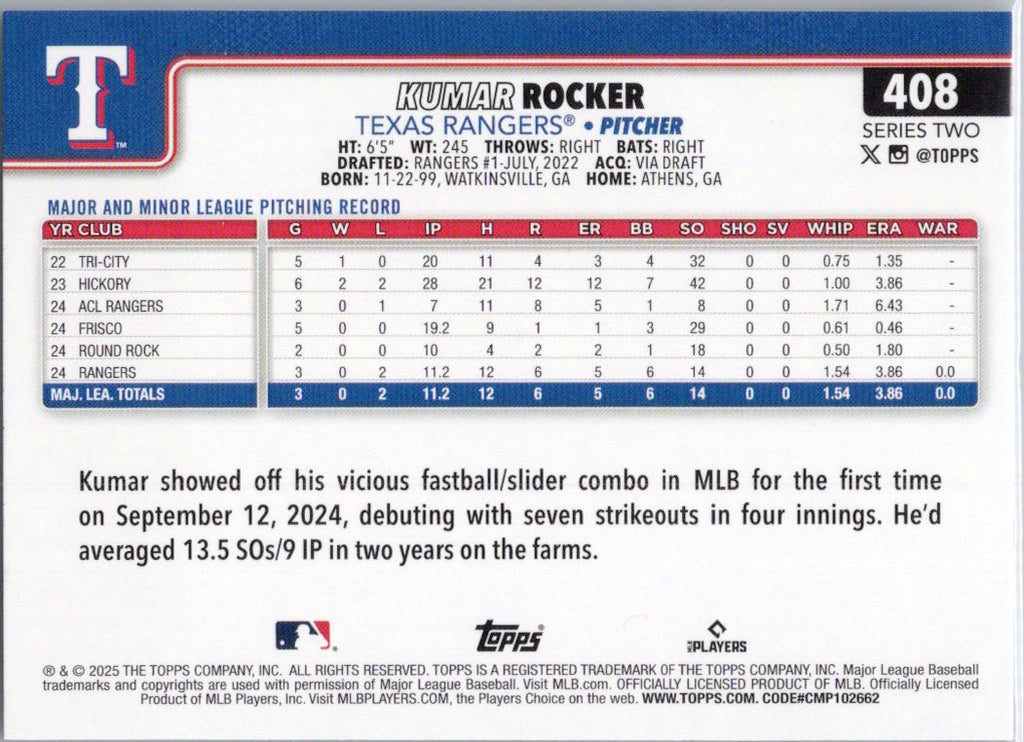 T™
KUMAR ROCKER
408
TEXAS RANGERS® • PITCHER
SERIES TWO
@TOPPS
HT: 6'5" WT: 245 THROWS: RIGHT BATS: RIGHT
DRAFTED: RANGERS #1-JULY, 2022 ACQ: VIA DRAFT
BORN: 11-22-99, WATKINSVILLE, GA HOME: ATHENS, GA
MAJOR AND MINOR LEAGUE PITCHING RECORD
YR CLUB G W L IP H R ER BB SO SHO SV WHIP ERA WAR
22 TRI-CITY 5 1 0 20 11 4 3 4 32 0 0 0.75 1.35 -
23 HICKORY 6 2 2 28 21 12 12 7 42 0 0 1.00 3.86 -
24 ACL RANGERS 3 0 1 7 11 8 5 1 8 0 0 1.71 6.43 -
24 FRISCO 5 0 0 19.2 9 1 1 3 29 0 0 0.61 0.46 -
24 ROUND ROCK 2 0 0 10 4 2 2 1 18 0 0 0.50 1.80 -
24 RANGERS 3 0 2 11.2 12 6 5 6 14 0 0 1.54 3.86 0.0
MAJ. LEA. TOTALS 3 0 2 11.2 12 6 5 6 14 0 0 1.54 3.86 0.0
Kumar showed off his vicious fastball/slider combo in MLB for the first time
on September 12, 2024, debuting with seven strikeouts in four innings. He'd
averaged 13.5 SOs/9 IP in two years on the farms.
Topps®
MLB PLAYERS
® & © 2025 THE TOPPS COMPANY, INC. ALL RIGHTS RESERVED. TOPPS IS A REGISTERED TRADEMARK OF THE TOPPS COMPANY, INC. Major League Baseball
trademarks and copyrights are used with permission of Major League Baseball. Visit MLB.com. OFFICIALLY LICENSED PRODUCT OF MLB. Officially Licensed
Product of MLB Players, Inc. Visit MLBPLAYERS.COM, the Players Choice on the web. WWW.TOPPS.COM. CODE#CMP102662